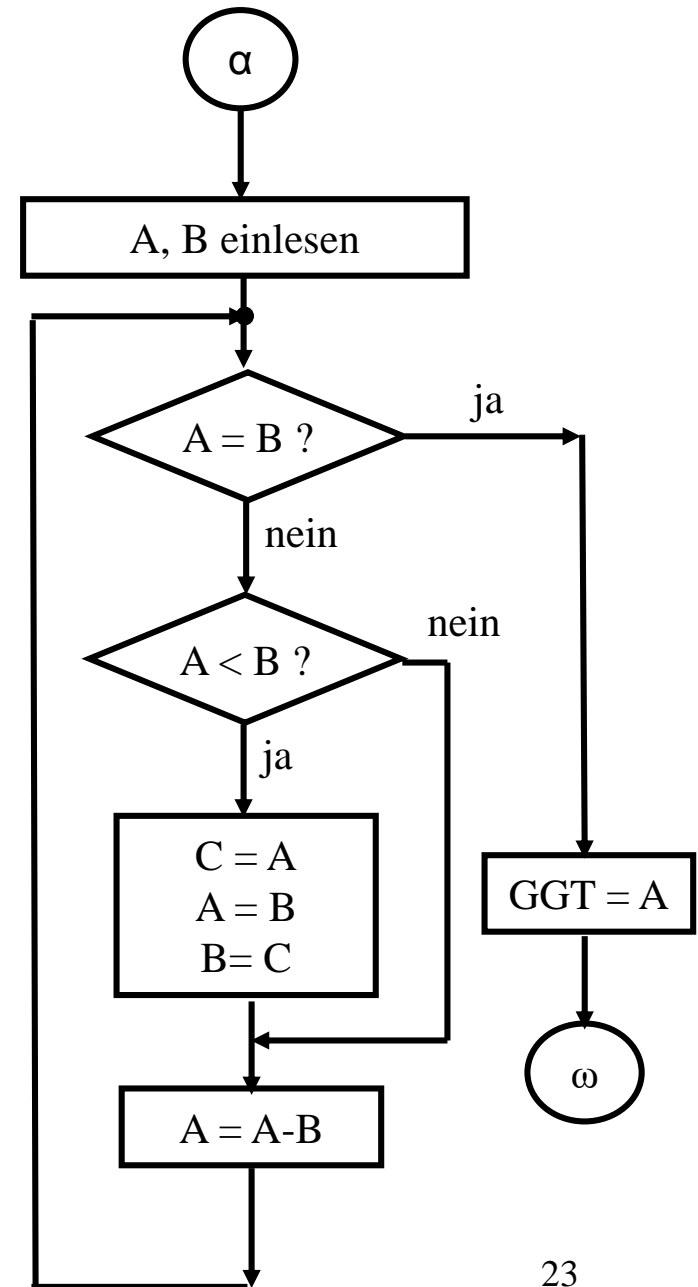 α
A, B einlesen
A = B ?
ja
nein
A < B ?
nein
ja
C = A
A = B
B= C
GGT = A
ω
A = A-B
23